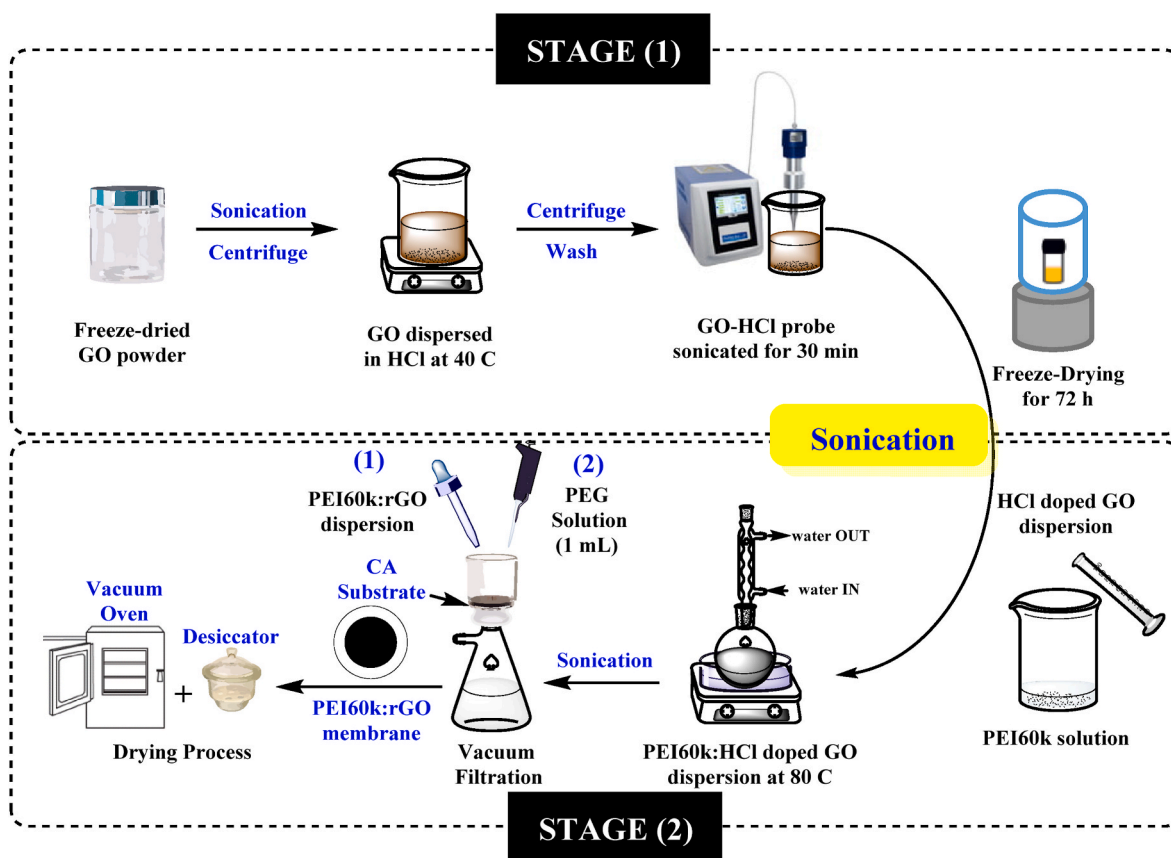 STAGE (1)
Sonication
Centrifuge
Centrifuge
Wash
Freeze-dried
GO powder
GO dispersed
in HCl at 40 C
GO-HCl probe
sonicated for 30 min
Freeze-Drying
for 72 h
Sonication
(1)
PEI60k:rGO
dispersion
(2)
PEG
Solution
(1 mL)
HCl doped GO
dispersion
water OUT
water IN
CA
Substrate
Vacuum
Oven
Desiccator
+
Sonication
PEI60k:rGO
membrane
Drying Process
Vacuum
Filtration
PEI60k:HCl doped GO
dispersion at 80 C
PEI60k solution
STAGE (2)